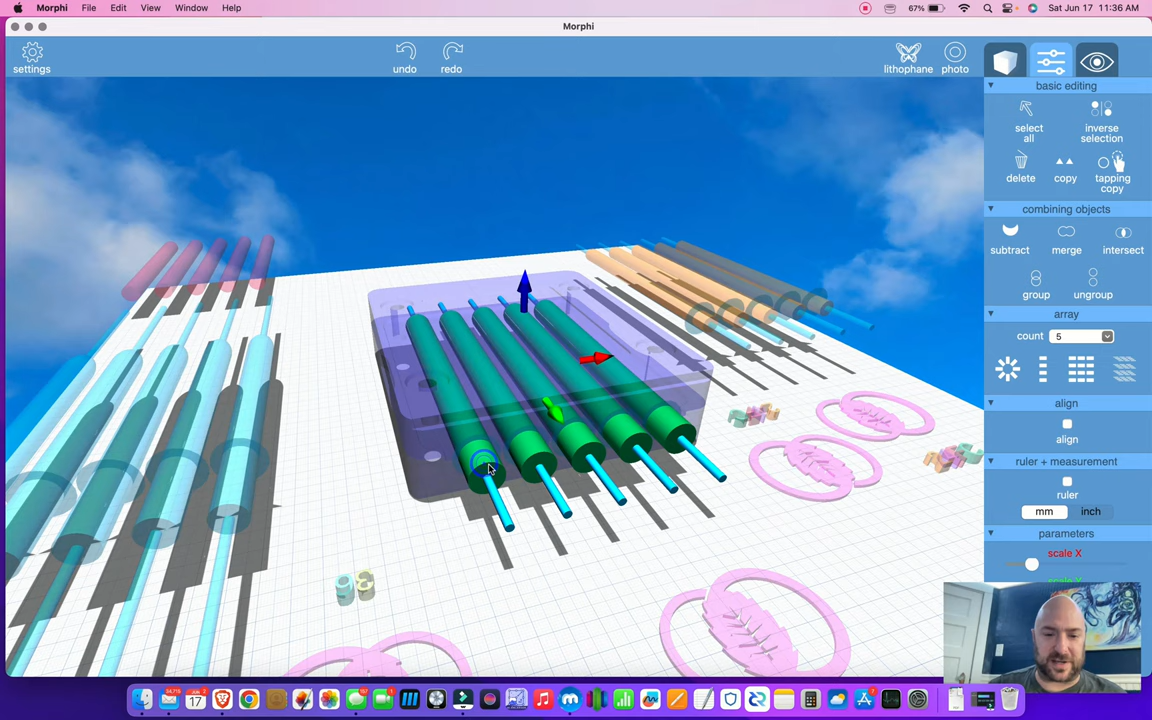 Morphi File Edit View Window Help
67% Sat Jun 17 11:36 AM
Morphi
settings
undo redo
lithophane photo
basic editing
select all
inverse selection
delete copy tapping copy
combining objects
subtract merge intersect
group ungroup
array
count 5
align
align
ruler + measurement
ruler
mm inch
parameters
scale X
JUN
17